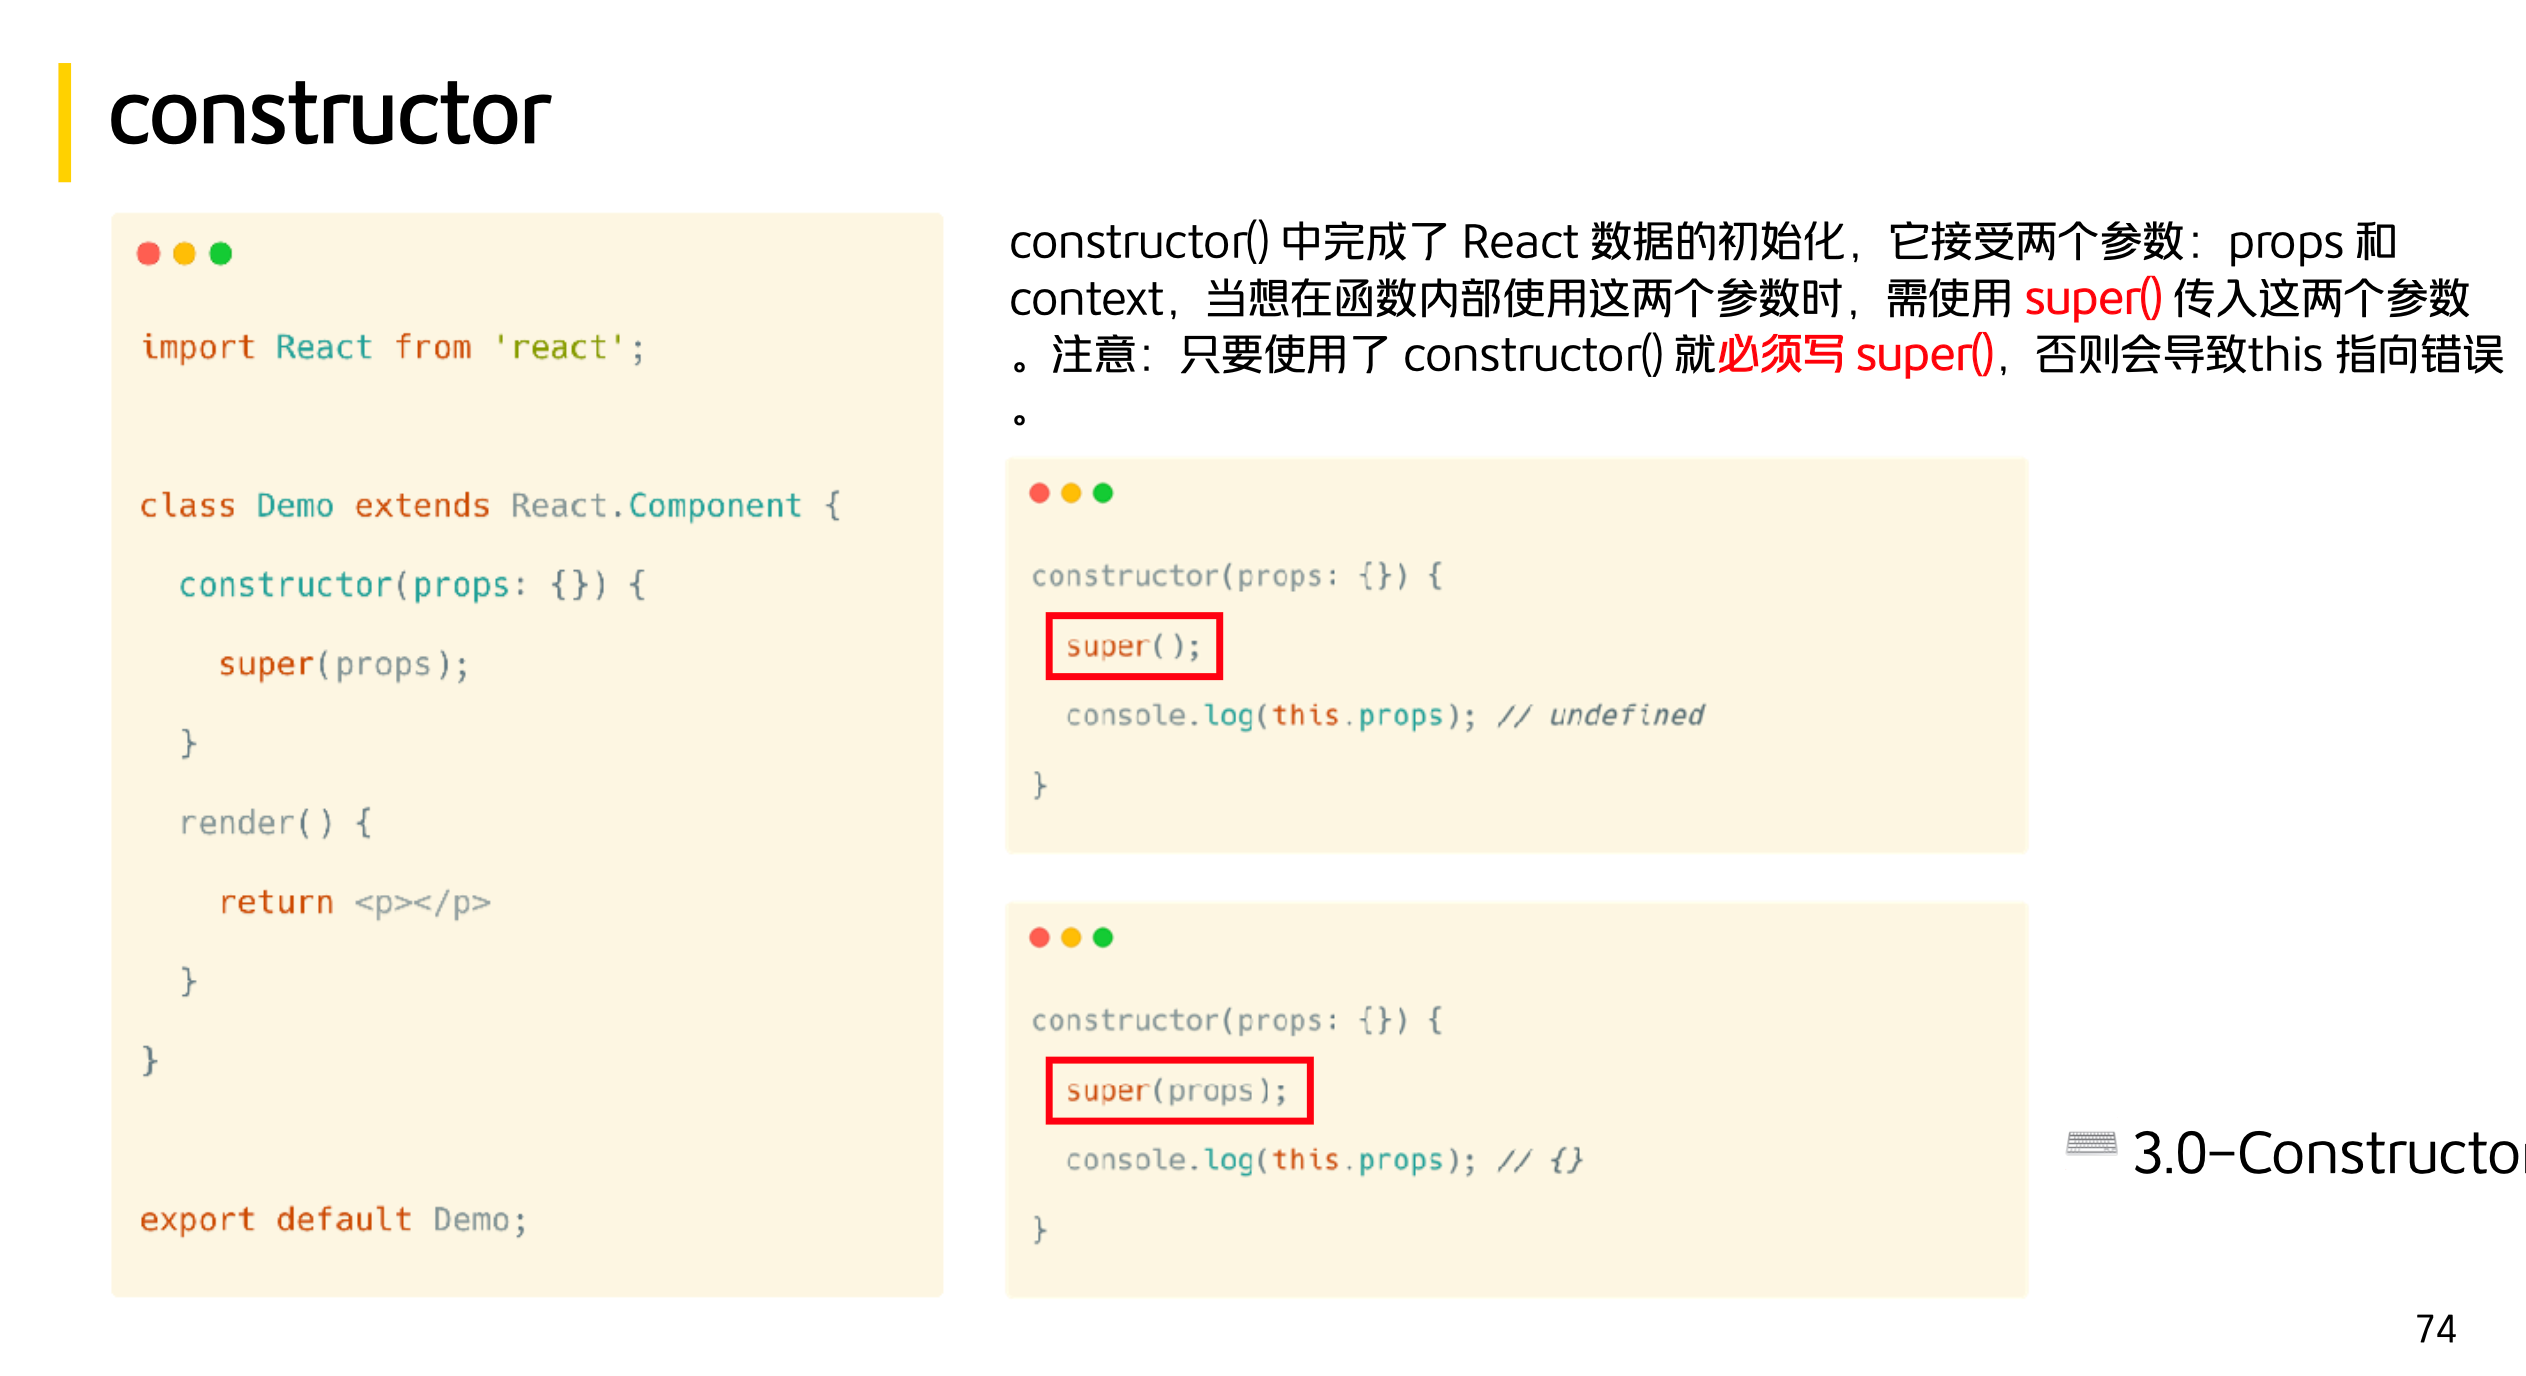 constructor
import React from 'react';
class Demo extends React.Component {
constructor(props: {}) {
super(props);
}
render() {
return <p></p>
}
}
export default Demo;
constructor() 中完成了 React 数据的初始化，它接受两个参数：props 和
context，当想在函数内部使用这两个参数时，需使用 super() 传入这两个参数
。注意：只要使用了 constructor() 就必须写 super()，否则会导致this 指向错误
。
constructor(props: {}) {
super();
console.log(this.props); // undefined
}
constructor(props: {}) {
super(props);
console.log(this.props); // {}
}
3.0-Constructor
74